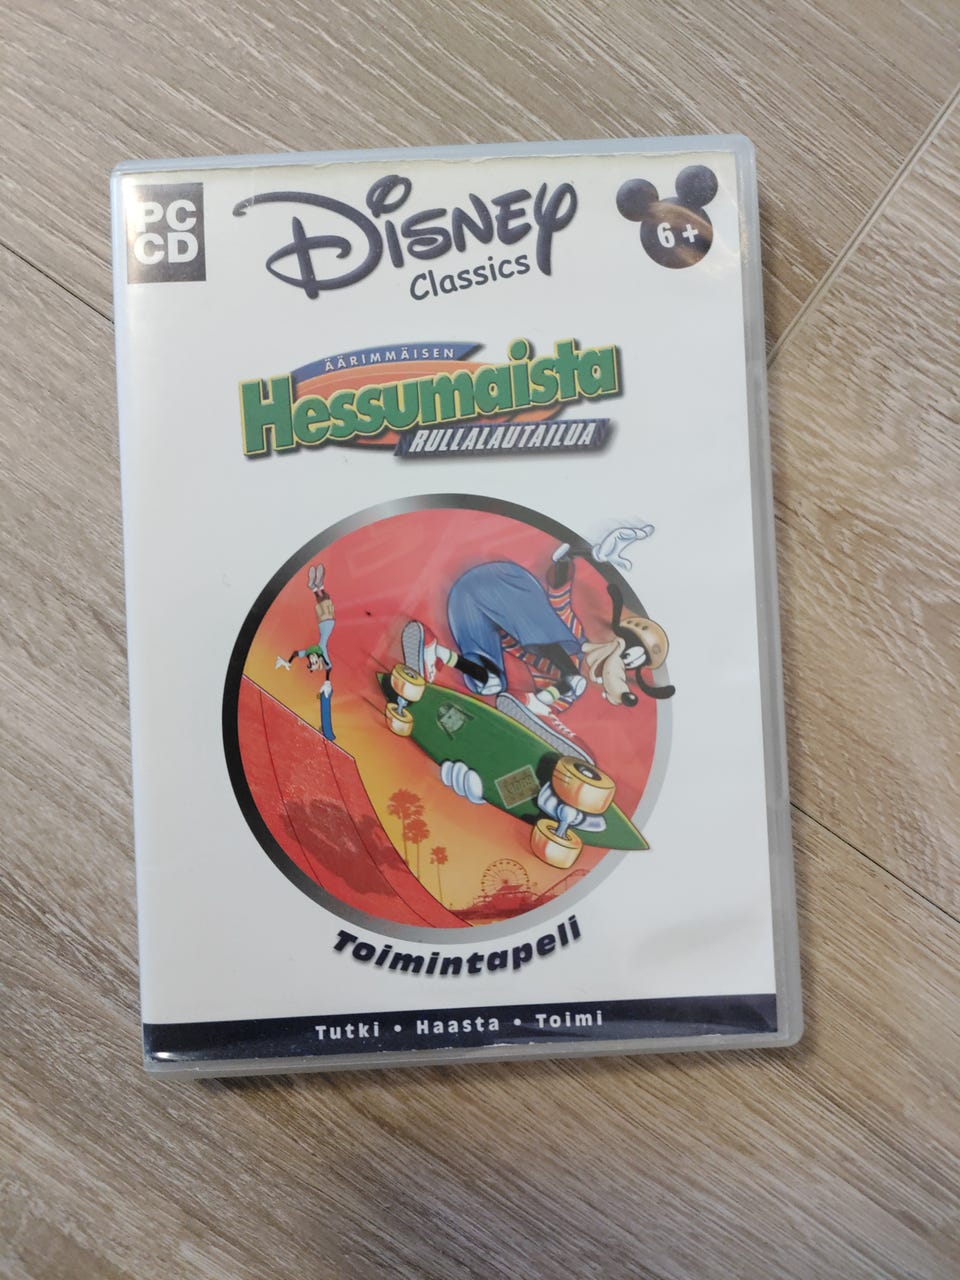 PC
CD
Disney
Classics
6+
ÄÄRIMMÄISEN
Hessumaista
RULLALAUTAILUA
Toimintapeli
Tutki • Haasta • Toimi